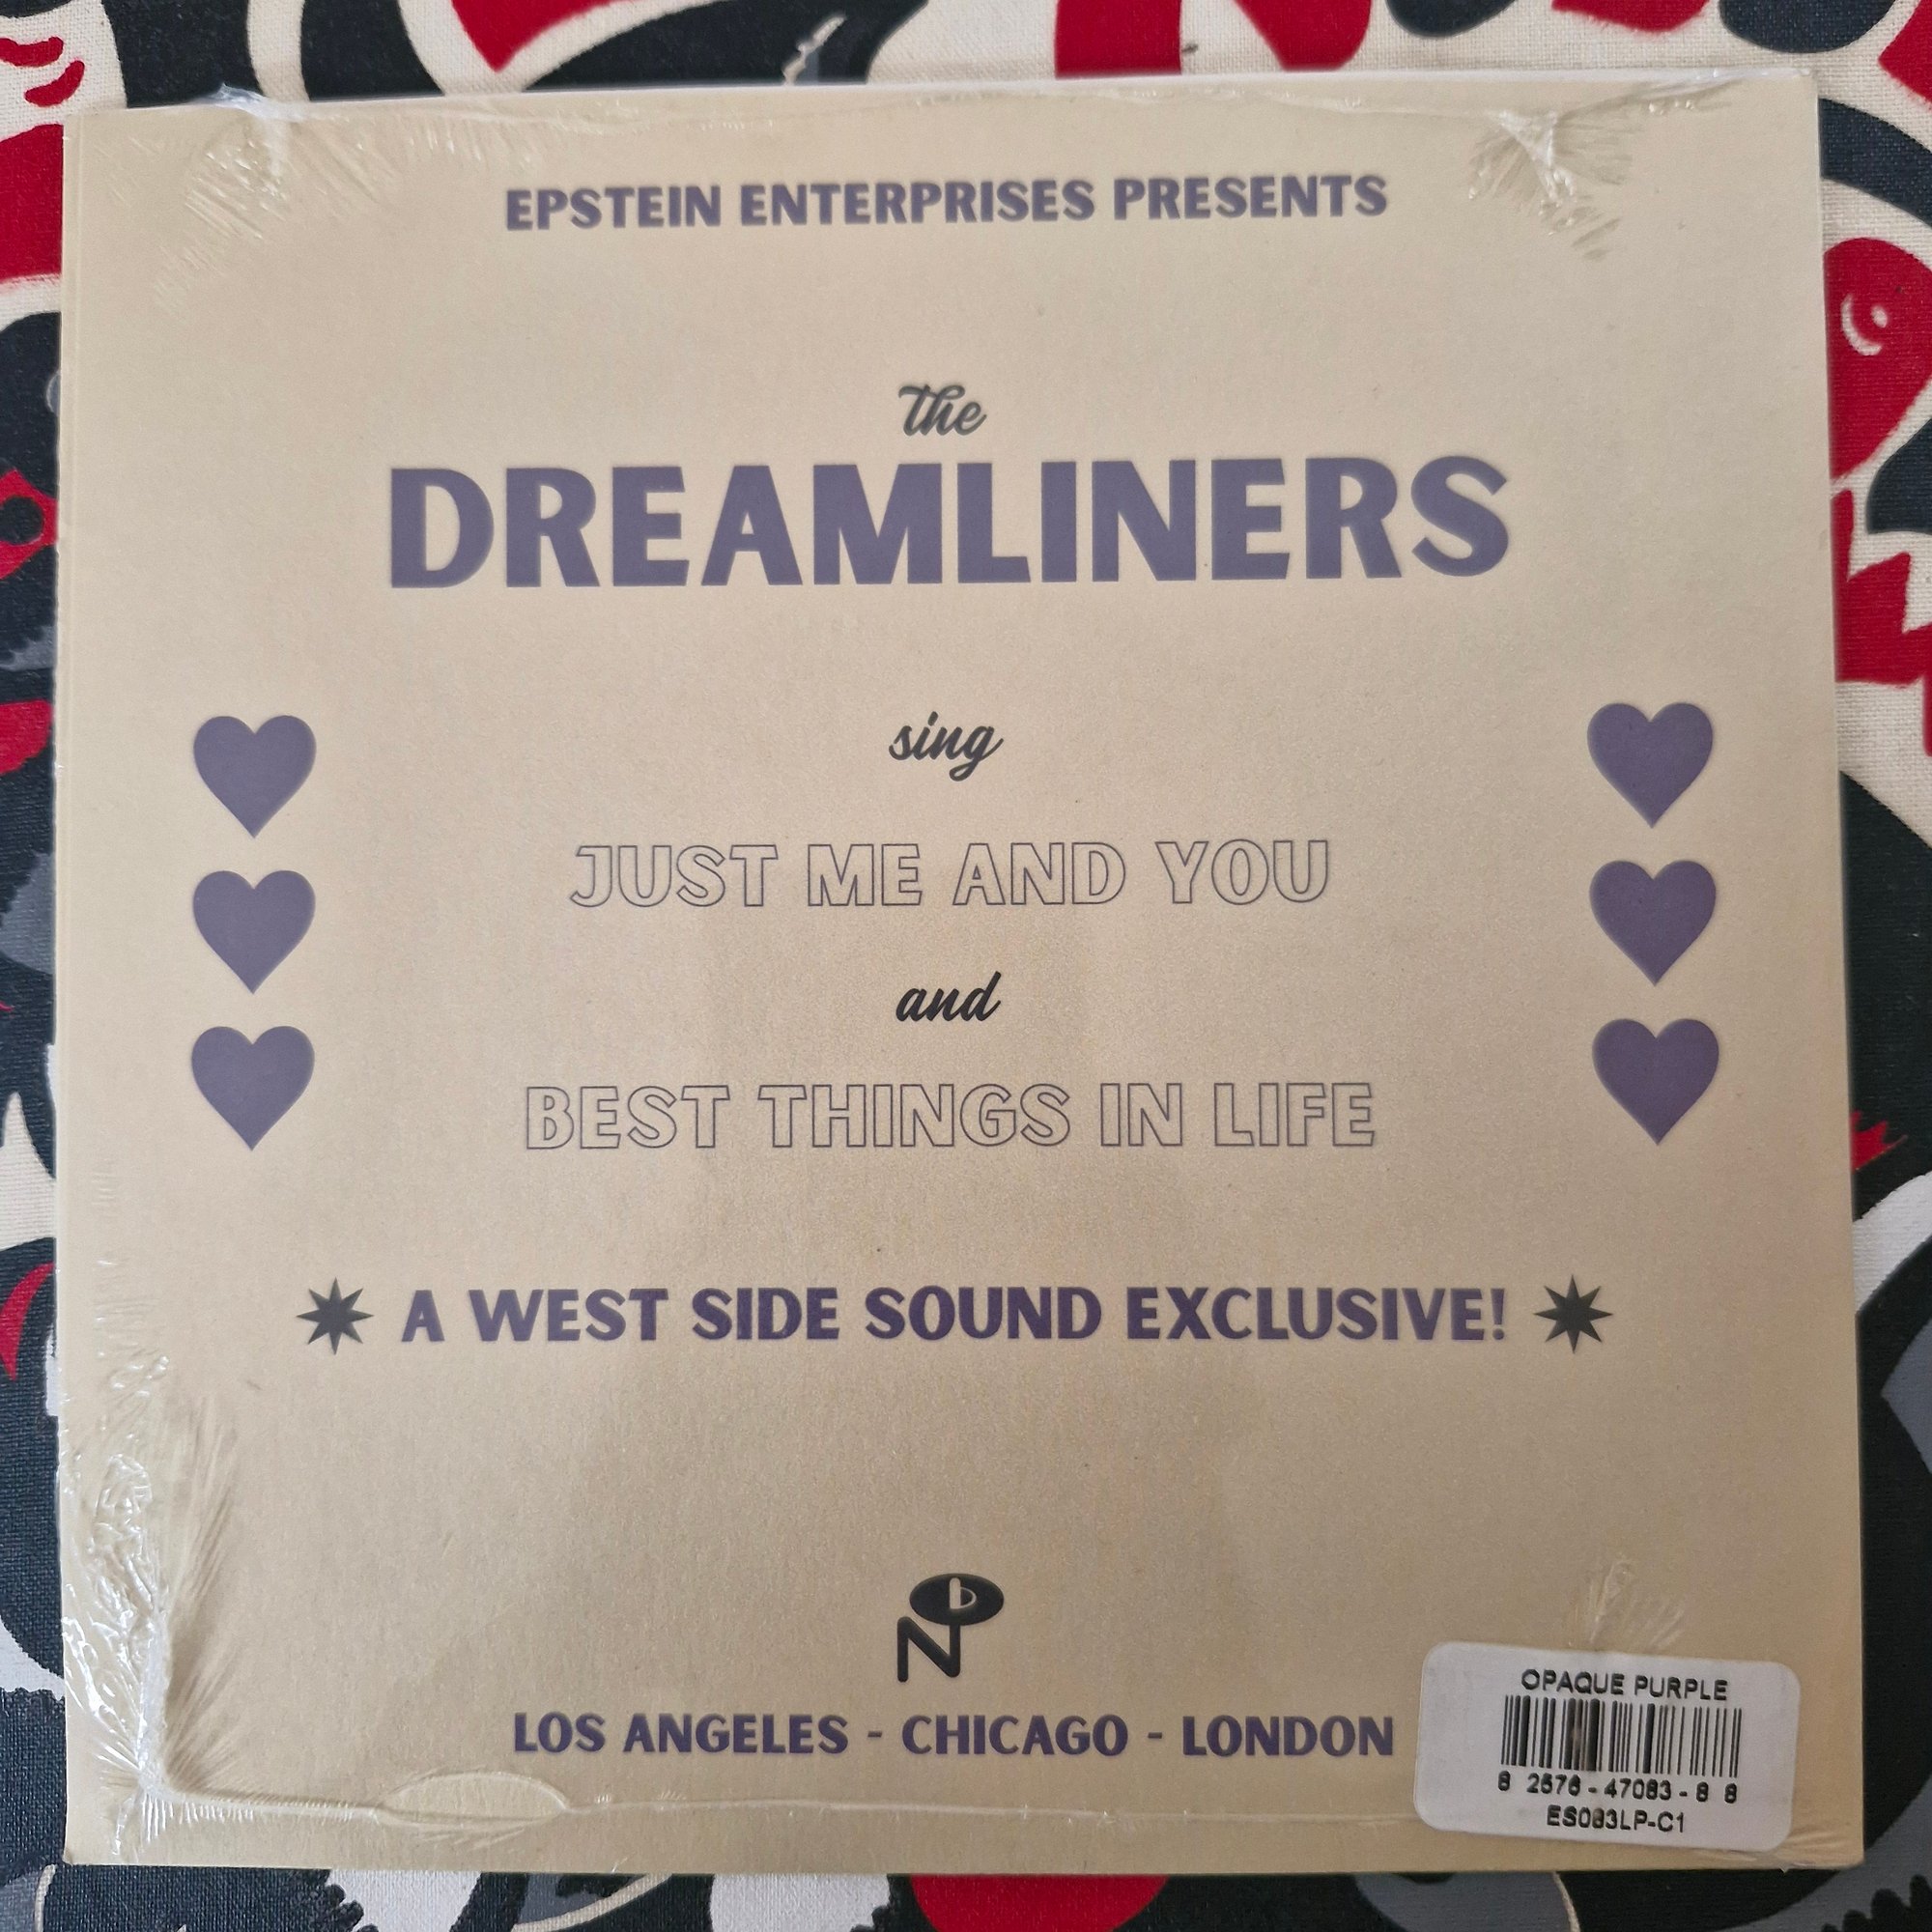 EPSTEIN ENTERPRISES PRESENTS
the
DREAMLINERS
sing
JUST ME AND YOU
and
BEST THINGS IN LIFE
A WEST SIDE SOUND EXCLUSIVE!
N b
LOS ANGELES - CHICAGO - LONDON
OPAQUE PURPLE
8 2576 - 47083 - 8 8
ES083LP-C1